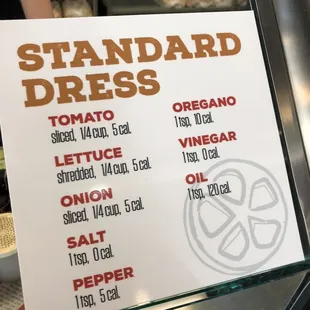 STANDARD
DRESS
TOMATO
sliced, 1/4 cup, 5 cal.
LETTUCE
shredded, 1/4 cup, 5 cal.
ONION
sliced, 1/4 cup, 5 cal.
SALT
1 tsp, 0 cal.
PEPPER
1 tsp, 5 cal.
OREGANO
1 tsp, 10 cal.
VINEGAR
1 tsp, 0 cal.
OIL
1 tsp, 120 cal.